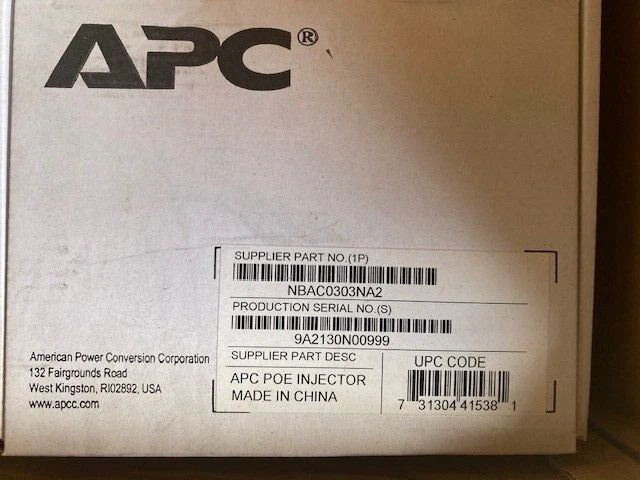 APC®
SUPPLIER PART NO.(1P)
NBAC0303NA2
PRODUCTION SERIAL NO.(S)
9A2130N00999
SUPPLIER PART DESC
APC POE INJECTOR
MADE IN CHINA
UPC CODE
7 31304 41538 1
American Power Conversion Corporation
132 Fairgrounds Road
West Kingston, RI02892, USA
www.apcc.com